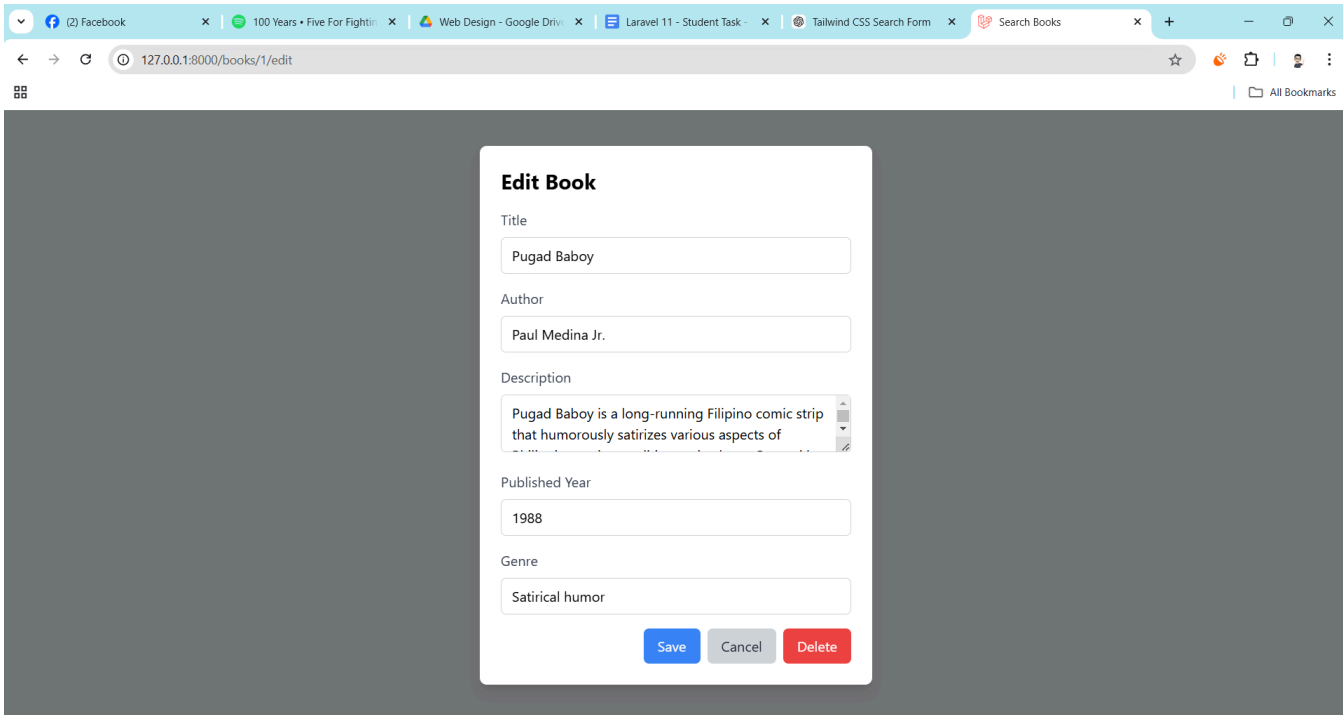 (2) Facebook
100 Years • Five For Fightin
Web Design - Google Drive
Laravel 11 - Student Task -
Tailwind CSS Search Form
Search Books
127.0.0.1:8000/books/1/edit
All Bookmarks
Edit Book
Title
Pugad Baboy
Author
Paul Medina Jr.
Description
Pugad Baboy is a long-running Filipino comic strip
that humorously satirizes various aspects of
Published Year
1988
Genre
Satirical humor
Save
Cancel
Delete